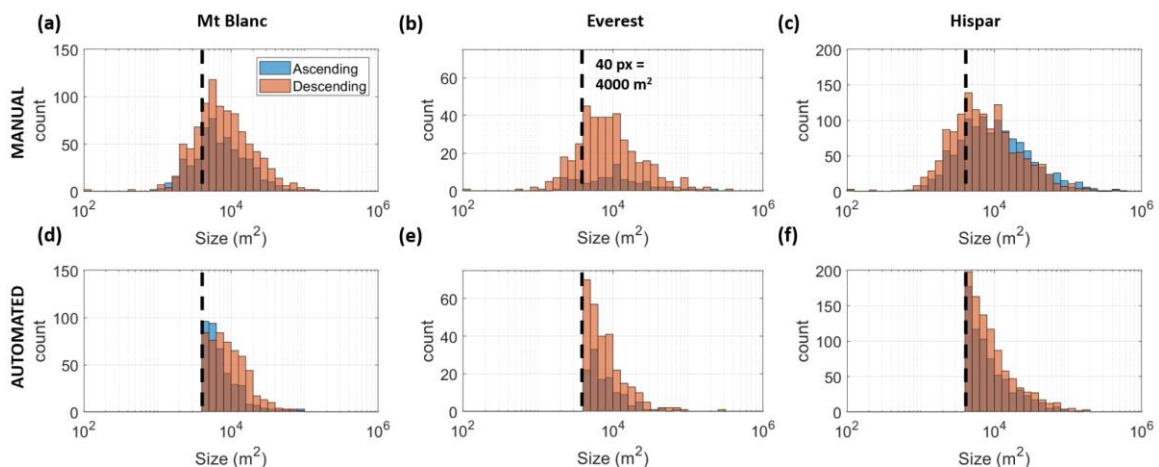 (a) Mt Blanc (b) Everest (c) Hispar
150 200
Ascending 40 px =
Descending 60 4000 m² 150
100
MANUAL count count 40 count 100
50
20 50
0 0 0
10² 10⁴ 10⁶ 10² 10⁴ 10⁶ 10² 10⁴ 10⁶
Size (m²) Size (m²) Size (m²)
(d) (e) (f)
150 200
60 150
100
AUTOMATED count count 40 count 100
50
20 50
0 0 0
10² 10⁴ 10⁶ 10² 10⁴ 10⁶ 10² 10⁴ 10⁶
Size (m²) Size (m²) Size (m²)